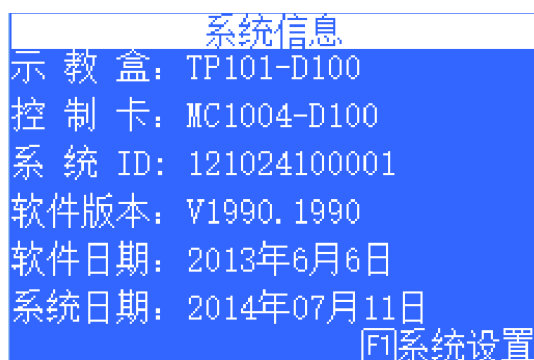 系统信息
示 教 盒: TP101-D100
控 制 卡: MC1004-D100
系 统 ID: 121024100001
软件版本: V1990.1990
软件日期: 2013年6月6日
系统日期: 2014年07月11日
F1系统设置